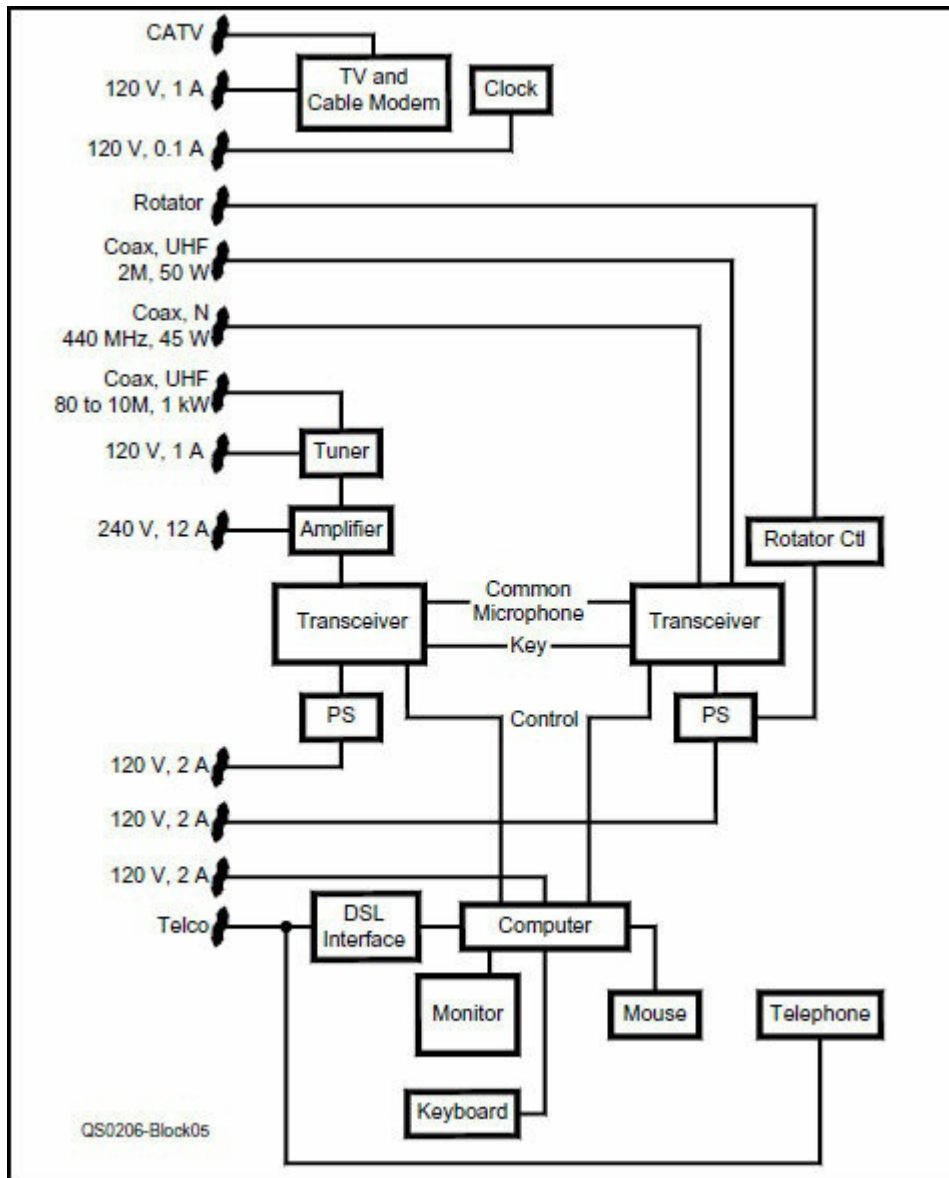 CATV
TV and
Cable Modem
Clock
120 V, 1 A
120 V, 0.1 A
Rotator
Coax, UHF
2M, 50 W
Coax, N
440 MHz, 45 W
Coax, UHF
80 to 10M, 1 kW
120 V, 1 A
Tuner
240 V, 12 A
Amplifier
Rotator Ctl
Transceiver
Common
Microphone
Key
Transceiver
PS
Control
PS
120 V, 2 A
120 V, 2 A
120 V, 2 A
Telco
DSL
Interface
Computer
Monitor
Mouse
Telephone
Keyboard
QS0206-Block05